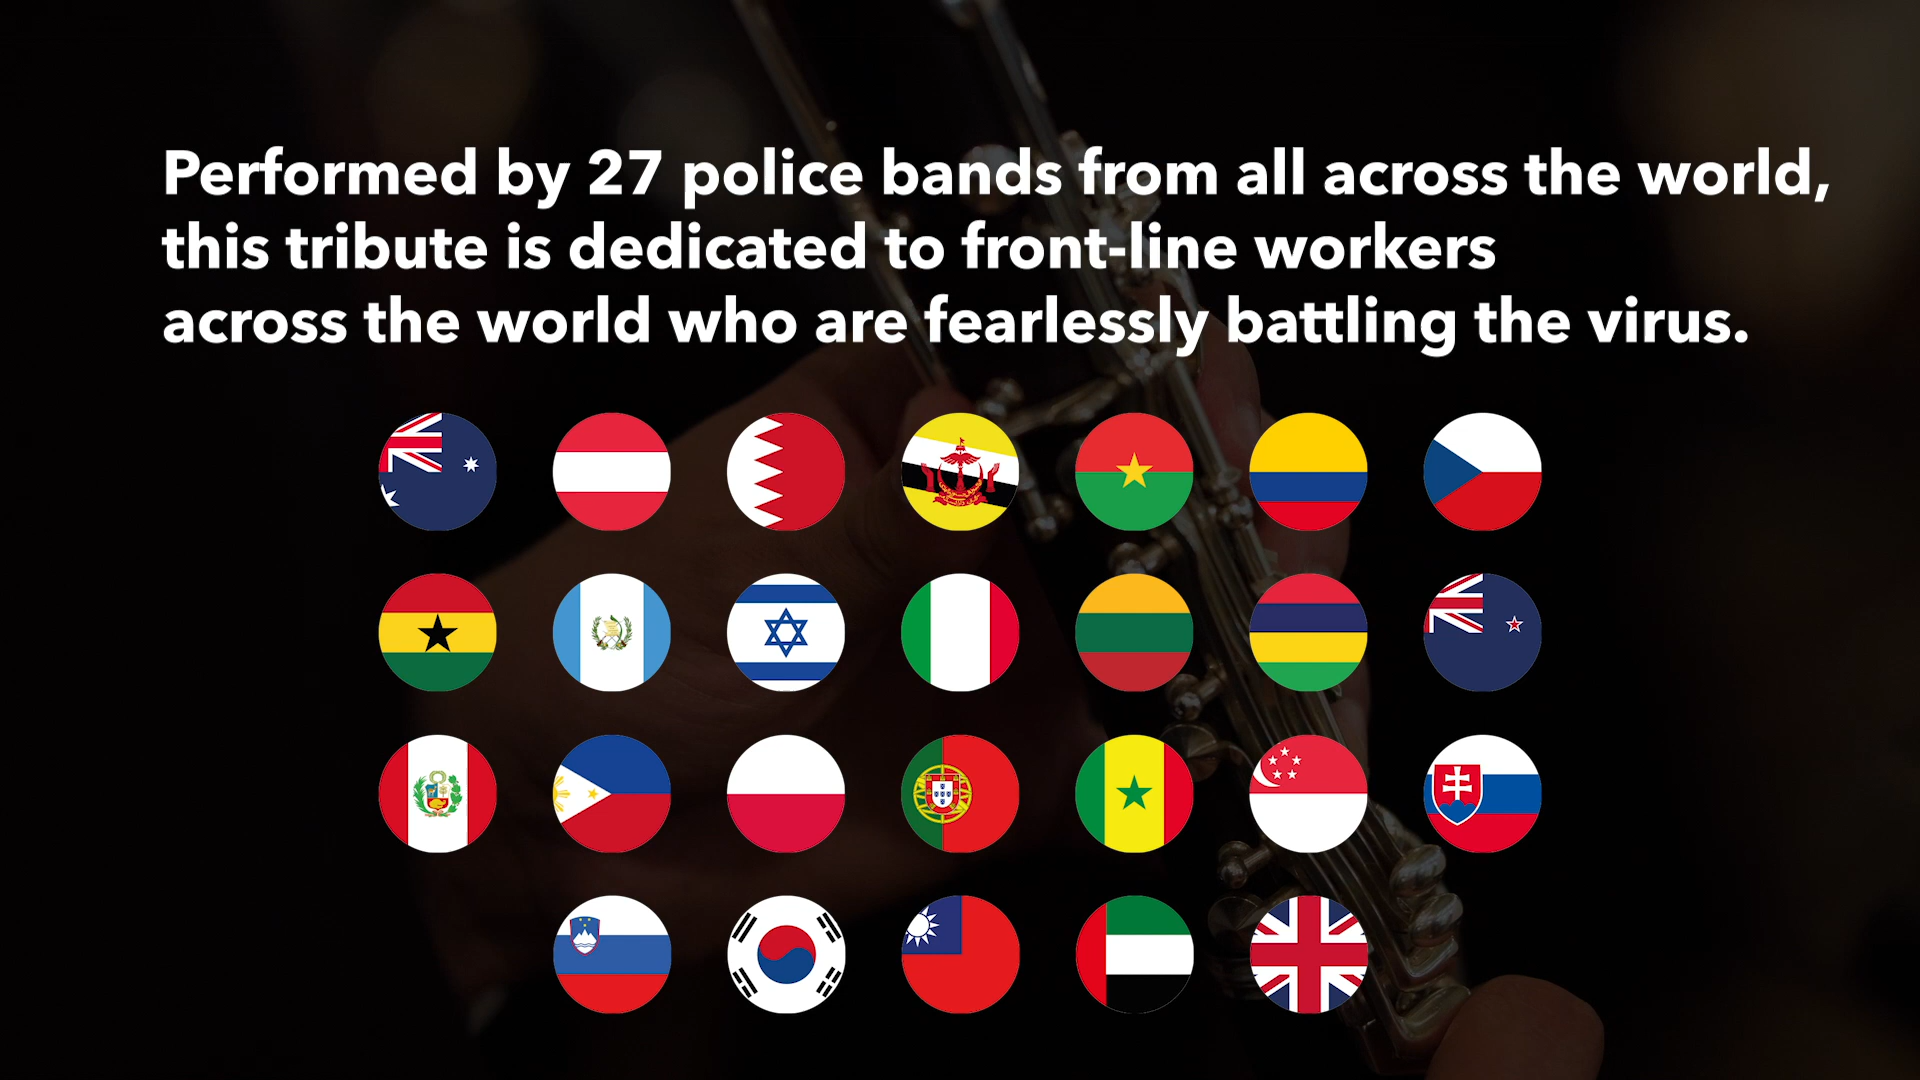 Performed by 27 police bands from all across the world,
this tribute is dedicated to front-line workers
across the world who are fearlessly battling the virus.